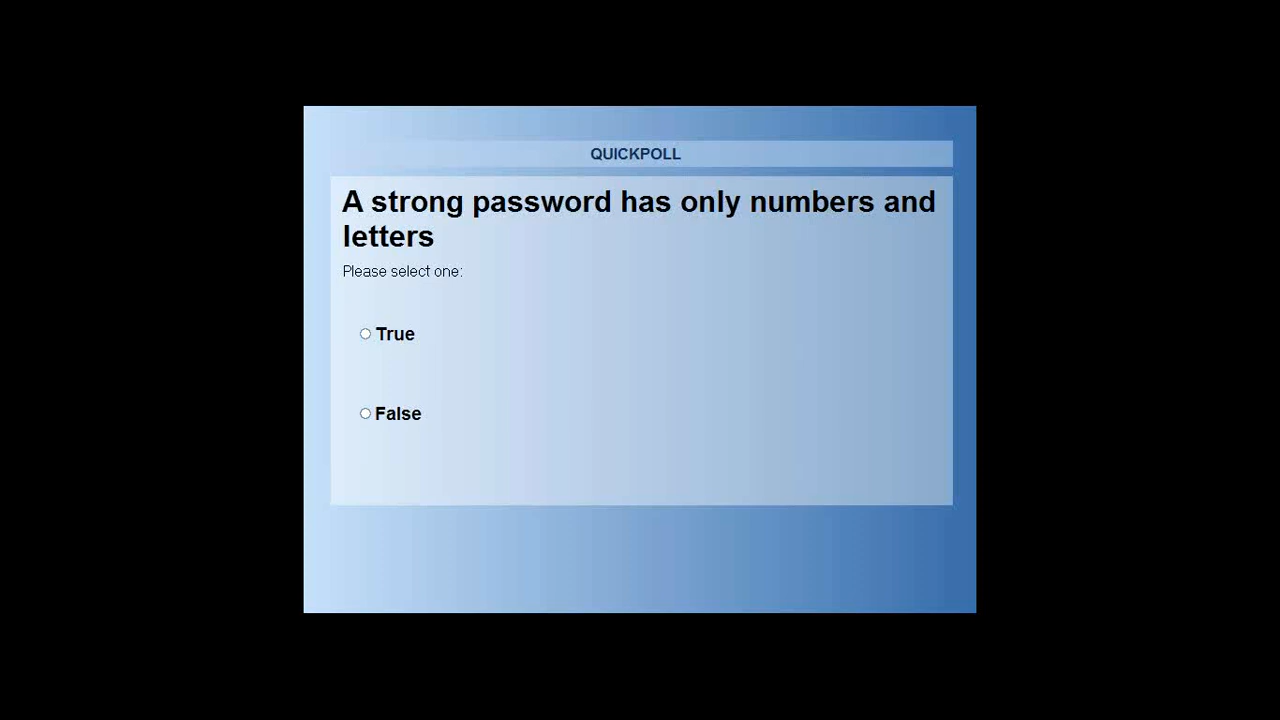 QUICKPOLL
A strong password has only numbers and
letters
Please select one:
True
False